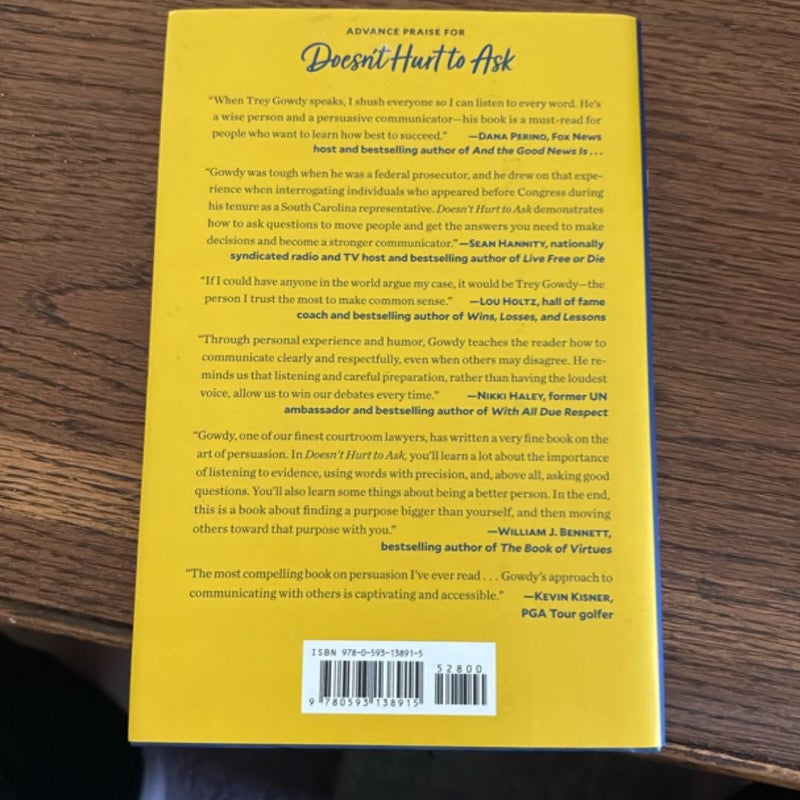 ADVANCE PRAISE FOR
Doesn't Hurt to Ask
“When Trey Gowdy speaks, I shush everyone so I can listen to every word. He's
a wise person and a persuasive communicator—his book is a must-read for
people who want to learn how best to succeed.” —DANA PERINO, FOX NEWS
host and bestselling author of And the Good News Is . . .
“Gowdy was tough when he was a federal prosecutor, and he drew on that expe-
rience when interrogating individuals who appeared before Congress during
his tenure as a South Carolina representative. Doesn't Hurt to Ask demonstrates
how to ask questions to move people and get the answers you need to make
decisions and become a stronger communicator.” —SEAN HANNITY, nationally
syndicated radio and TV host and bestselling author of Live Free or Die
“If I could have anyone in the world argue my case, it would be Trey Gowdy—the
person I trust the most to make common sense.” —LOU HOLTZ, hall of fame
coach and bestselling author of Wins, Losses, and Lessons
“Through personal experience and humor, Gowdy teaches the reader how to
communicate clearly and respectfully, even when others may disagree. He re-
minds us that listening and careful preparation, rather than having the loudest
voice, allow us to win our debates every time.” —NIKKI HALEY, former UN
ambassador and bestselling author of With All Due Respect
“Gowdy, one of our finest courtroom lawyers, has written a very fine book on the
art of persuasion. In Doesn't Hurt to Ask, you'll learn a lot about the importance
of listening to evidence, using words with precision, and, above all, asking good
questions. You'll also learn some things about being a better person. In the end,
this is a book about finding a purpose bigger than yourself, and then moving
others toward that purpose with you.” —WILLIAM J. BENNETT,
bestselling author of The Book of Virtues
“The most compelling book on persuasion I've ever read . . . Gowdy's approach to
communicating with others is captivating and accessible.” —KEVIN KISNER,
PGA Tour golfer
ISBN 978-0-593-13891-5
52800
9 780593 138915